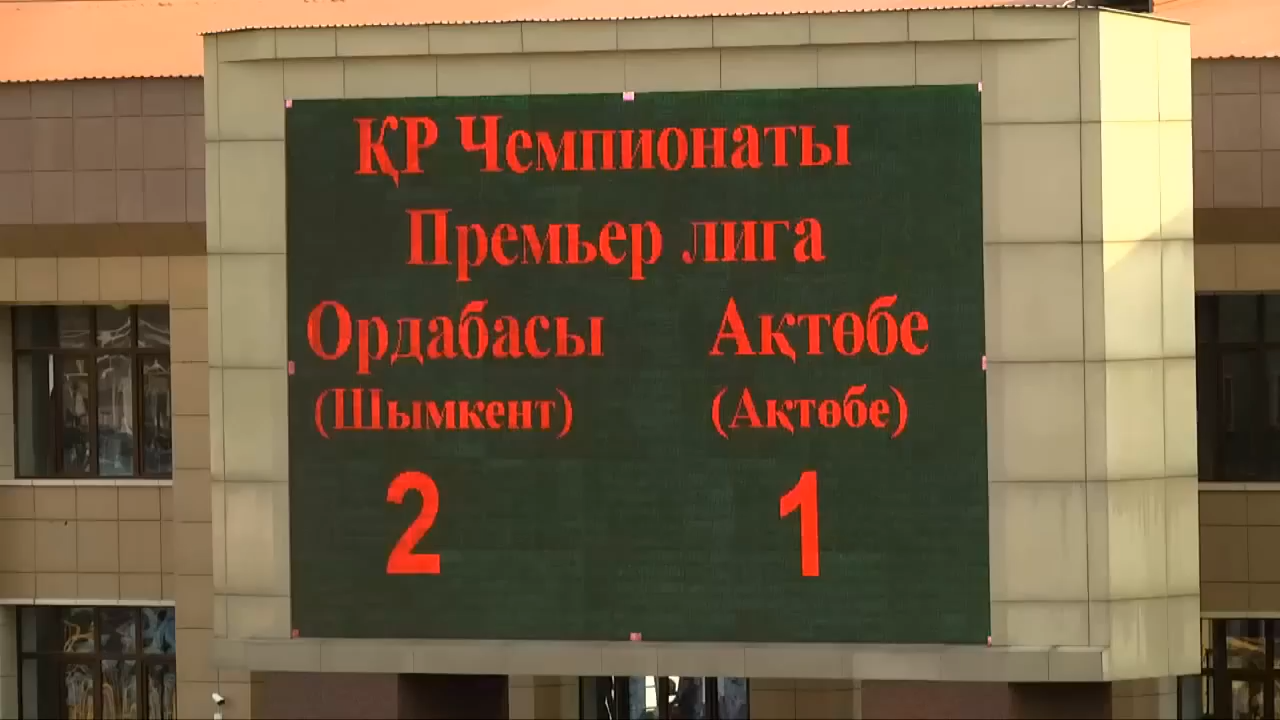 ҚР Чемпионаты
Премьер лига
Ордабасы Ақтөбе
(Шымкент) (Ақтөбе)
2 1